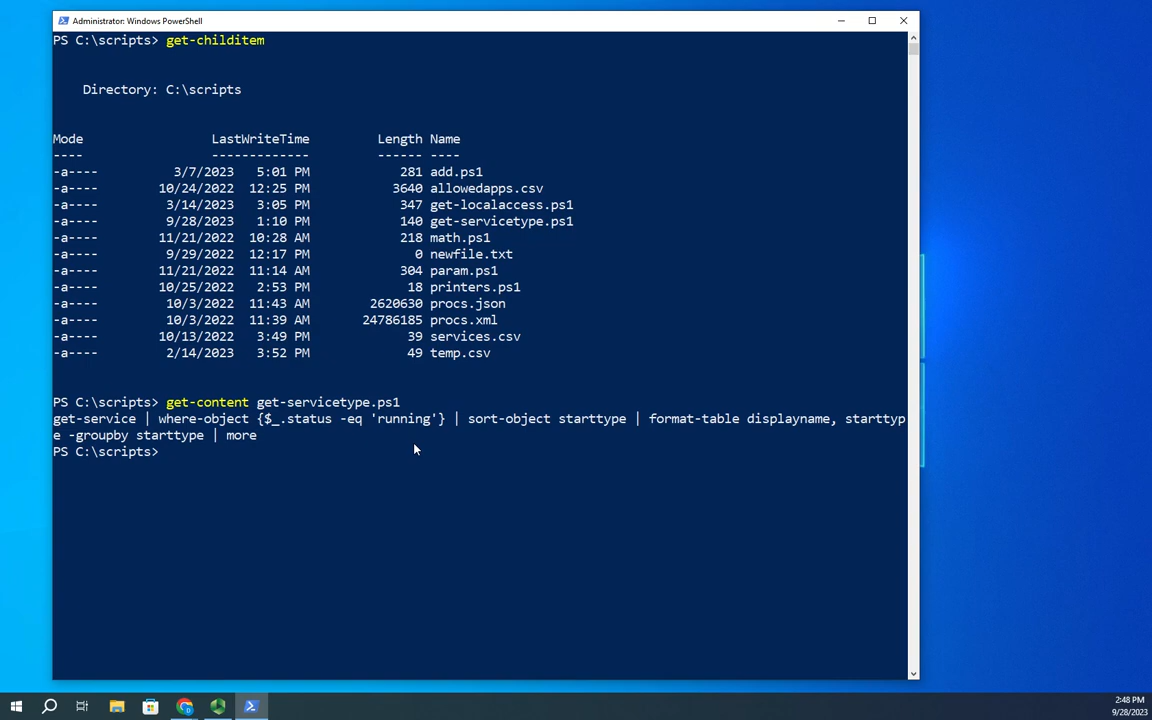 Administrator: Windows PowerShell
PS C:\scripts> get-childitem
Directory: C:\scripts
Mode LastWriteTime Length Name
---- ------------- ------ ----
-a---- 3/7/2023 5:01 PM 281 add.ps1
-a---- 10/24/2022 12:25 PM 3640 allowedapps.csv
-a---- 3/14/2023 3:05 PM 347 get-localaccess.ps1
-a---- 9/28/2023 1:10 PM 140 get-servicetype.ps1
-a---- 11/21/2022 10:28 AM 218 math.ps1
-a---- 9/29/2022 12:17 PM 0 newfile.txt
-a---- 11/21/2022 11:14 AM 304 param.ps1
-a---- 10/25/2022 2:53 PM 18 printers.ps1
-a---- 10/3/2022 11:43 AM 2620630 procs.json
-a---- 10/3/2022 11:39 AM 24786185 procs.xml
-a---- 10/13/2022 3:49 PM 39 services.csv
-a---- 2/14/2023 3:52 PM 49 temp.csv
PS C:\scripts> get-content get-servicetype.ps1
get-service | where-object {$_.status -eq 'running'} | sort-object starttype | format-table displayname, starttyp
e -groupby starttype | more
PS C:\scripts>
2:48 PM
9/28/2023